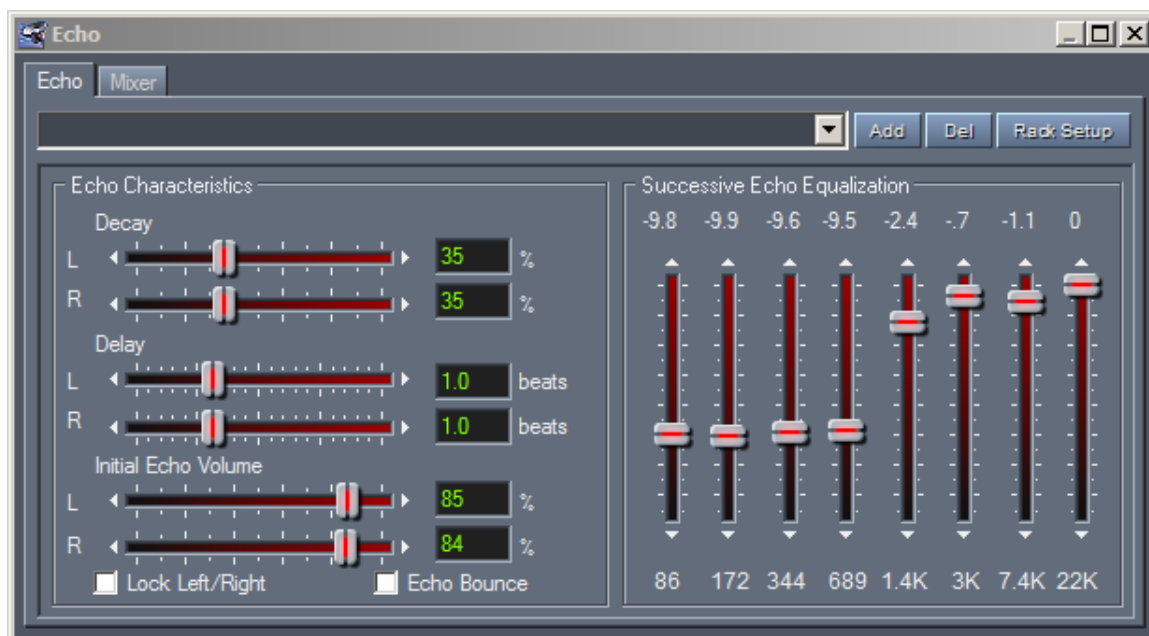 Echo
Echo Mixer
Add Del Rack Setup
Echo Characteristics
Decay
L 35 %
R 35 %
Delay
L 1.0 beats
R 1.0 beats
Initial Echo Volume
L 85 %
R 84 %
Lock Left/Right Echo Bounce
Successive Echo Equalization
-9.8 -9.9 -9.6 -9.5 -2.4 -.7 -1.1 0
86 172 344 689 1.4K 3K 7.4K 22K